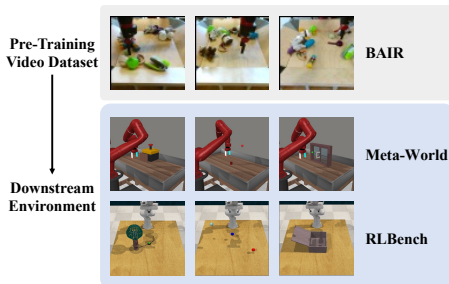 Pre-Training
Video Dataset
BAIR
Meta-World
Downstream
Environment
RLBench